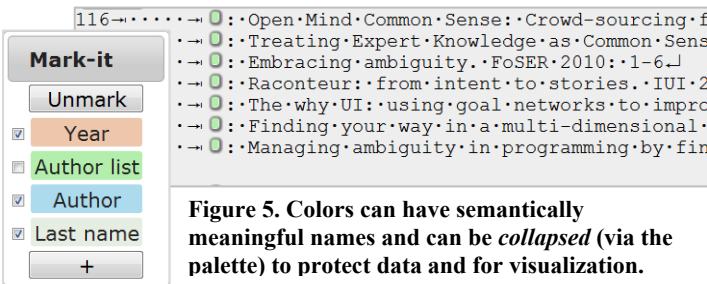 116→·····→0:·Open·Mind·Common·Sense:·Crowd-sourcing·f
·→0:·Treating·Expert·Knowledge·as·Common·Sens
·→0:·Embracing·ambiguity.·FoSER·2010:·1-6.↲
·→0:·Raconteur:·from·intent·to·stories.·IUI·2
·→0:·The·why·UI:·using·goal·networks·to·impro
·→0:·Finding·your·way·in·a·multi-dimensional·
·→0:·Managing·ambiguity·in·programming·by·fin
Mark-it
Unmark
Year
Author list
Author
Last name
+
Figure 5. Colors can have semantically
meaningful names and can be collapsed (via the
palette) to protect data and for visualization.